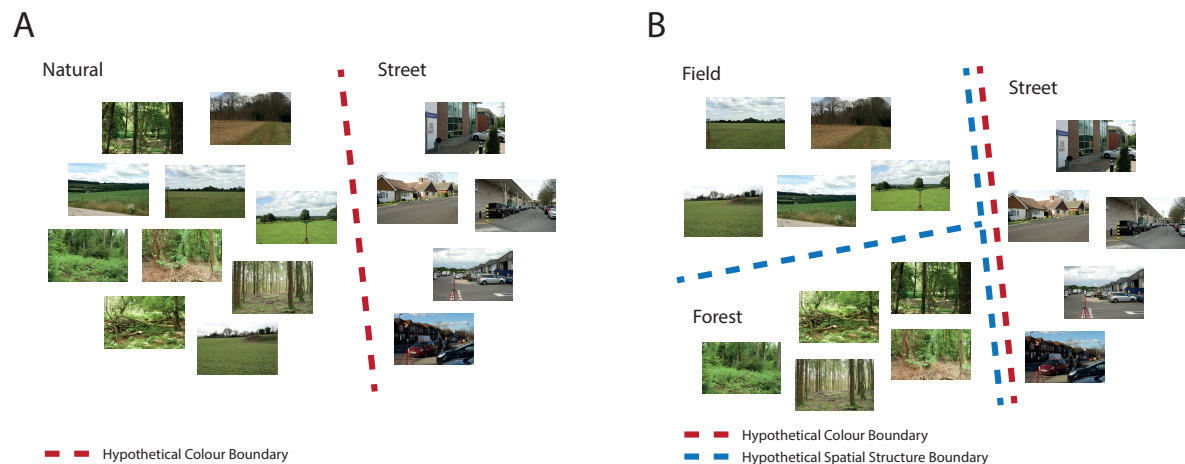 A
Natural
Street
Hypothetical Colour Boundary
B
Field
Street
Forest
Hypothetical Colour Boundary
Hypothetical Spatial Structure Boundary